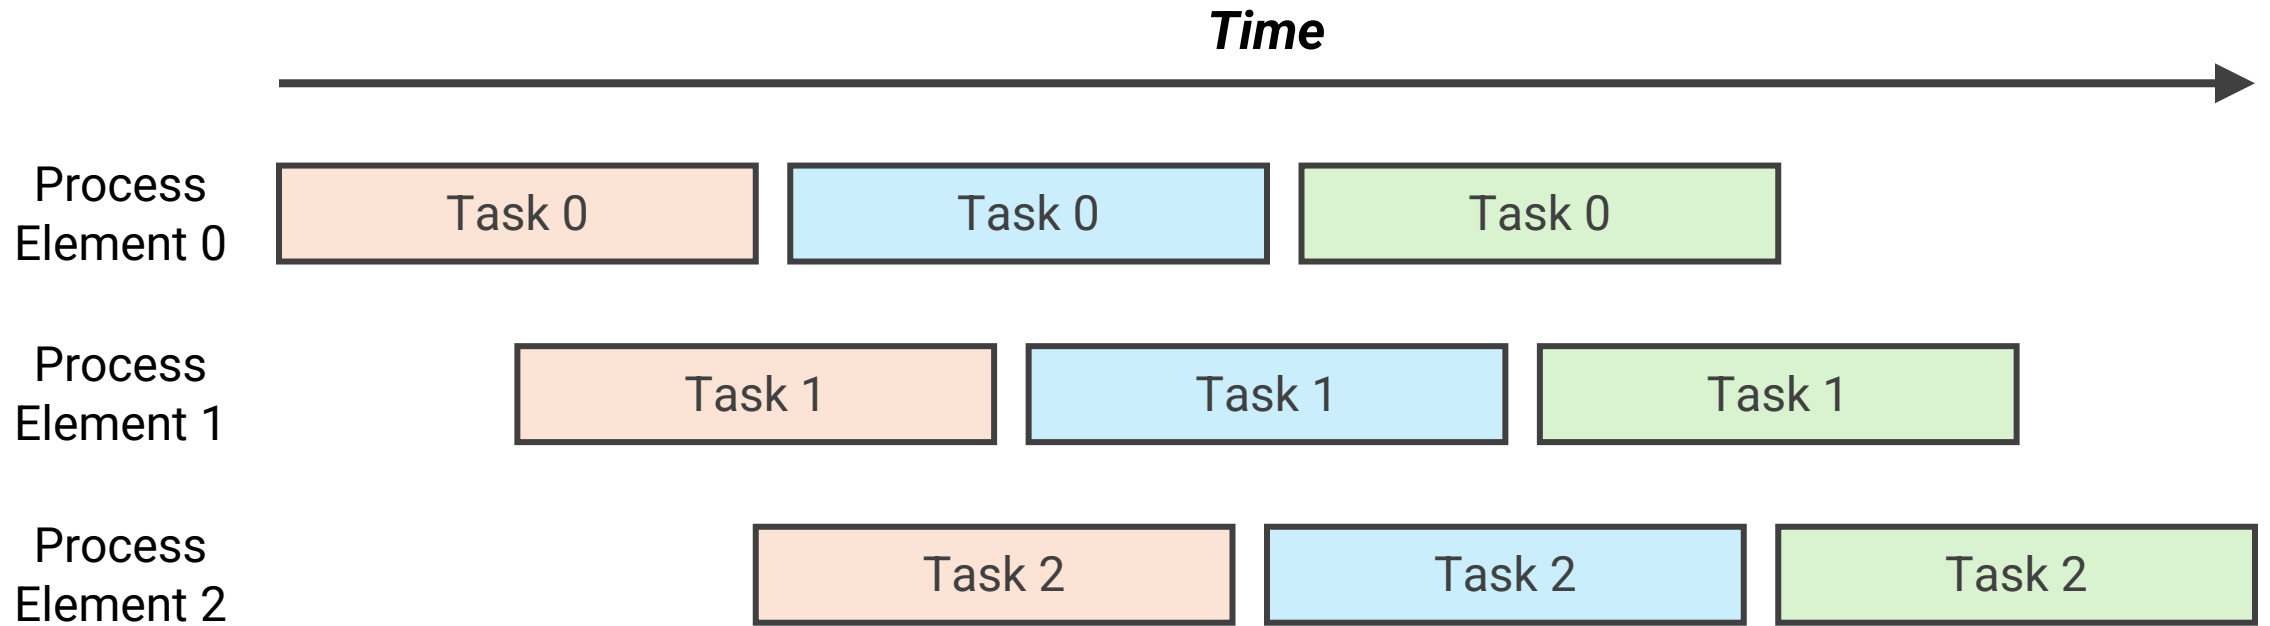 Time
Process
Element 0
Task 0
Task 0
Task 0
Process
Element 1
Task 1
Task 1
Task 1
Process
Element 2
Task 2
Task 2
Task 2